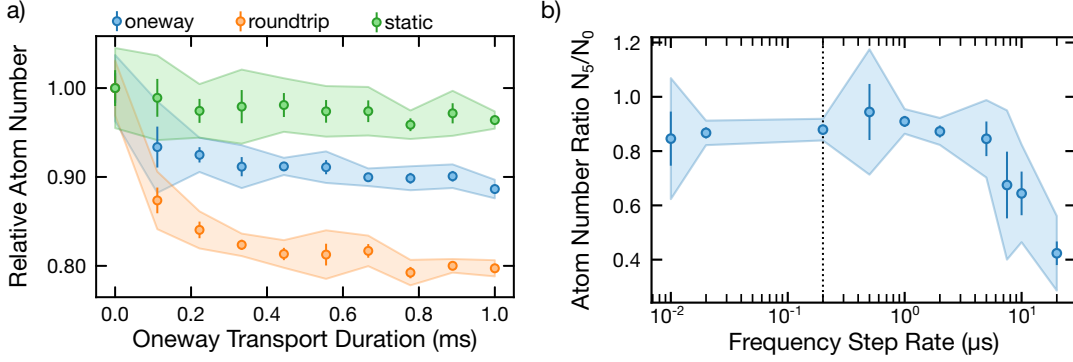 a)
oneway roundtrip static
Relative Atom Number
1.00
0.90
0.80
0.0 0.2 0.4 0.6 0.8 1.0
Oneway Transport Duration (ms)
b)
Atom Number Ratio N₅/N₀
1.2
1.0
0.8
0.6
0.4
10⁻² 10⁻¹ 10⁰ 10¹
Frequency Step Rate (μs)